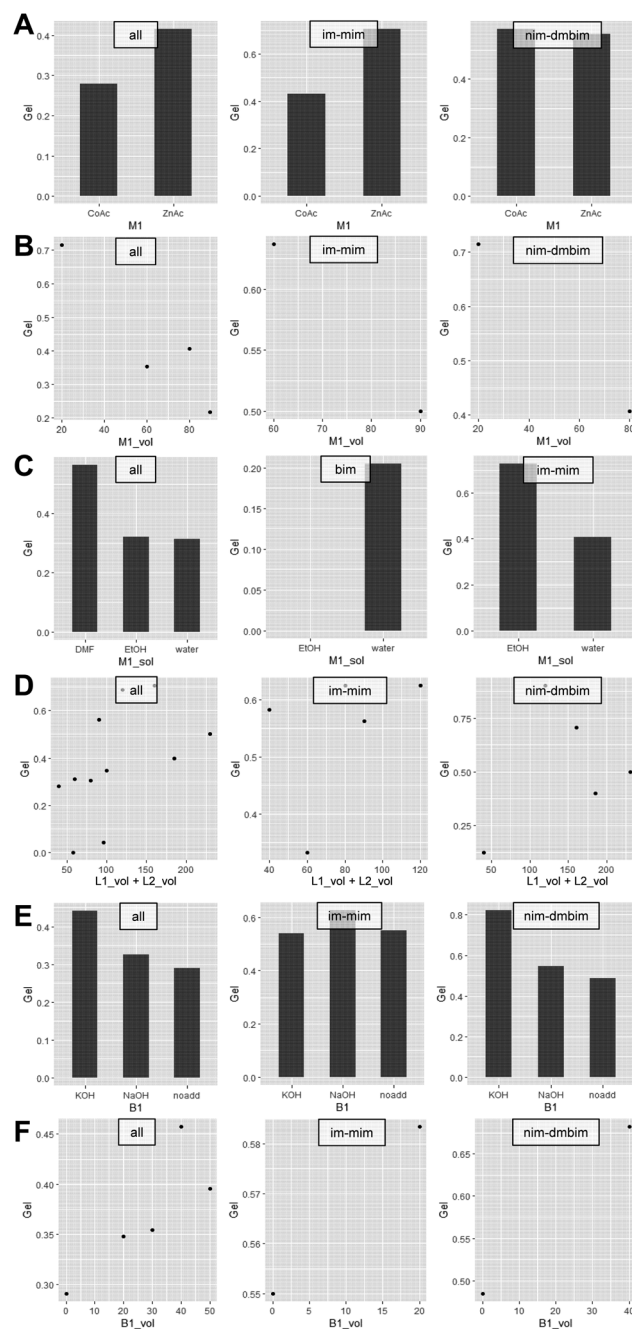 A
all
im-mim
nim-dmbim
Gel
0.4
0.3
0.2
0.1
0.0
CoAc
ZnAc
M1
Gel
0.6
0.4
0.2
0.0
CoAc
ZnAc
M1
Gel
0.4
0.2
0.0
CoAc
ZnAc
M1
B
all
im-mim
nim-dmbim
Gel
0.7
0.6
0.5
0.4
0.3
0.2
20
40
60
80
M1_vol
Gel
0.60
0.55
0.50
60
65
70
75
80
85
90
M1_vol
Gel
0.7
0.6
0.5
0.4
20
40
60
80
M1_vol
C
all
bim
im-mim
Gel
0.4
0.2
0.0
DMF
EtOH
water
M1_sol
Gel
0.20
0.15
0.10
0.05
0.00
EtOH
water
M1_sol
Gel
0.6
0.4
0.2
0.0
EtOH
water
M1_sol
D
all
im-mim
nim-dmbim
Gel
0.6
0.4
0.2
0.0
50
100
150
200
L1_vol + L2_vol
Gel
0.6
0.5
0.4
40
60
80
100
120
L1_vol + L2_vol
Gel
0.75
0.50
0.25
50
100
150
200
L1_vol + L2_vol
E
all
im-mim
nim-dmbim
Gel
0.4
0.3
0.2
0.1
0.0
KOH
NaOH
noadd
B1
Gel
0.6
0.4
0.2
0.0
KOH
NaOH
noadd
B1
Gel
0.8
0.6
0.4
0.2
0.0
KOH
NaOH
noadd
B1
F
all
im-mim
nim-dmbim
Gel
0.45
0.40
0.35
0.30
0
10
20
30
40
50
B1_vol
Gel
0.58
0.57
0.56
0.55
0
5
10
15
20
B1_vol
Gel
0.65
0.60
0.55
0.50
0
10
20
30
40
B1_vol